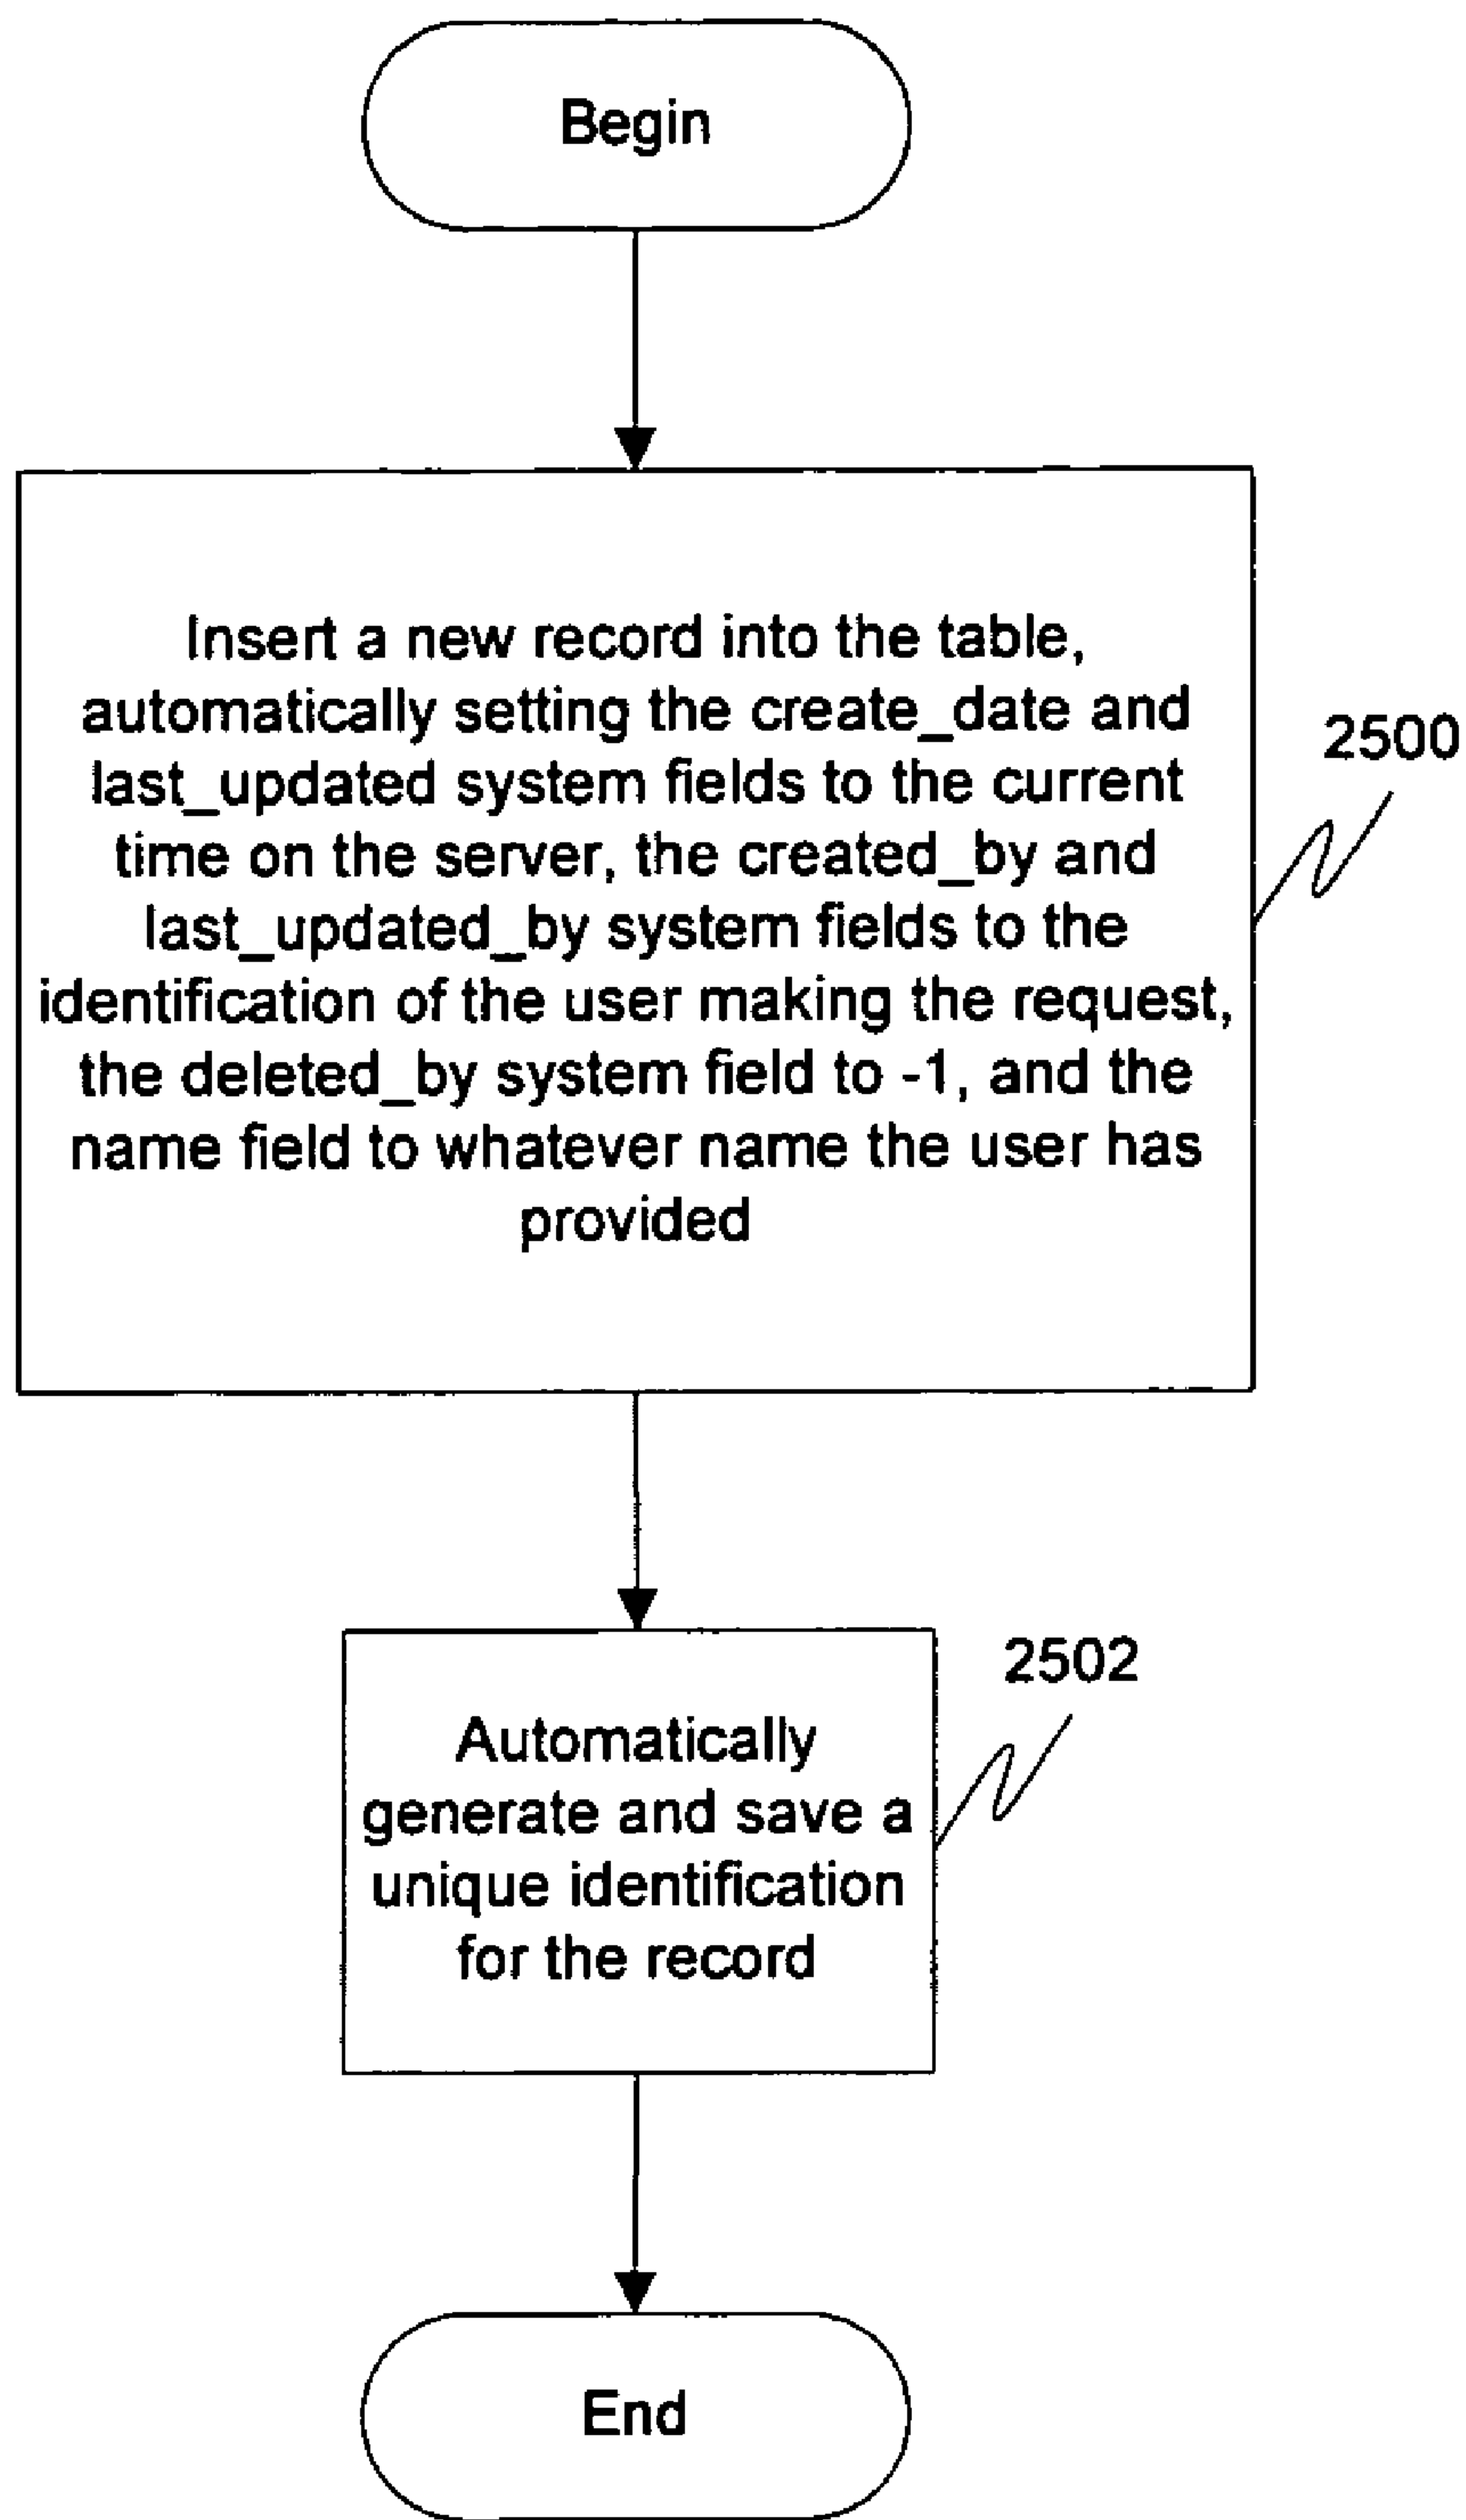 Begin
Insert a new record into the table,
automatically setting the create_date and
last_updated system fields to the current
time on the server, the created_by and
last_updated_by system fields to the
identification of the user making the request,
the deleted_by system field to -1, and the
name field to whatever name the user has
provided
2500
2502
Automatically
generate and save a
unique identification
for the record
End